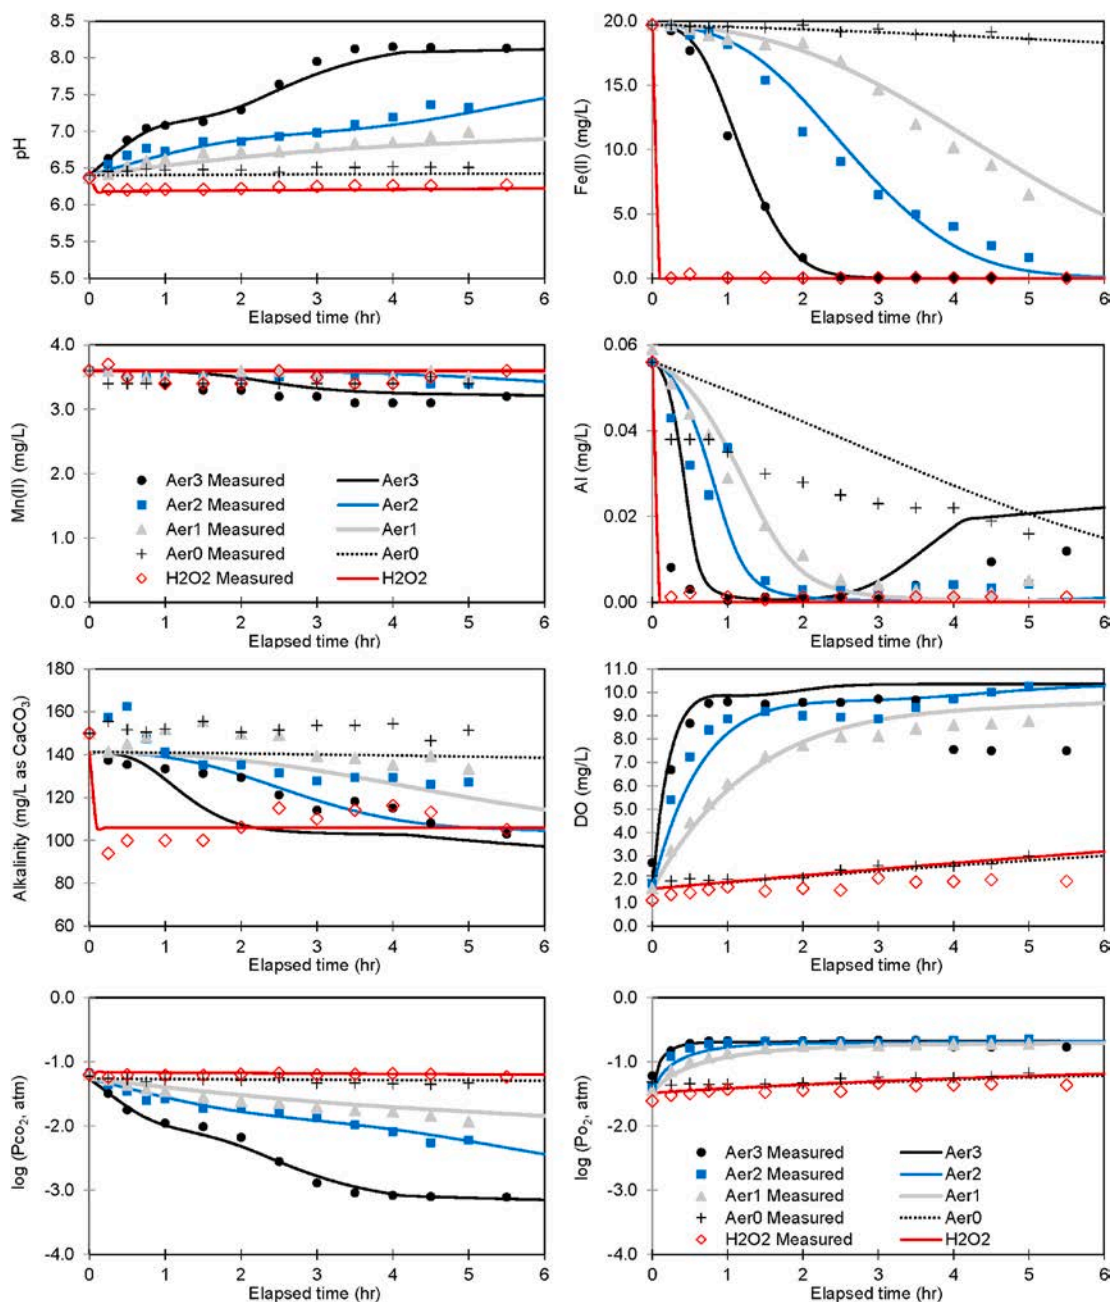 pH
8.5
8.0
7.5
7.0
6.5
6.0
5.5
5.0
0 1 2 3 4 5 6
Elapsed time (hr)
Fe(II) (mg/L)
20.0
15.0
10.0
5.0
0.0
0 1 2 3 4 5 6
Elapsed time (hr)
Mn(II) (mg/L)
4.0
3.0
2.0
1.0
0.0
Aer3 Measured Aer3
Aer2 Measured Aer2
Aer1 Measured Aer1
Aer0 Measured Aer0
H2O2 Measured H2O2
0 1 2 3 4 5 6
Elapsed time (hr)
Al (mg/L)
0.06
0.04
0.02
0.00
0 1 2 3 4 5 6
Elapsed time (hr)
Alkalinity (mg/L as CaCO3)
180
160
140
120
100
80
60
0 1 2 3 4 5 6
Elapsed time (hr)
DO (mg/L)
11.0
10.0
9.0
8.0
7.0
6.0
5.0
4.0
3.0
2.0
1.0
0.0
0 1 2 3 4 5 6
Elapsed time (hr)
log (Pco2, atm)
0.0
-1.0
-2.0
-3.0
-4.0
0 1 2 3 4 5 6
Elapsed time (hr)
log (Po2, atm)
0.0
-1.0
-2.0
-3.0
-4.0
Aer3 Measured Aer3
Aer2 Measured Aer2
Aer1 Measured Aer1
Aer0 Measured Aer0
H2O2 Measured H2O2
0 1 2 3 4 5 6
Elapsed time (hr)